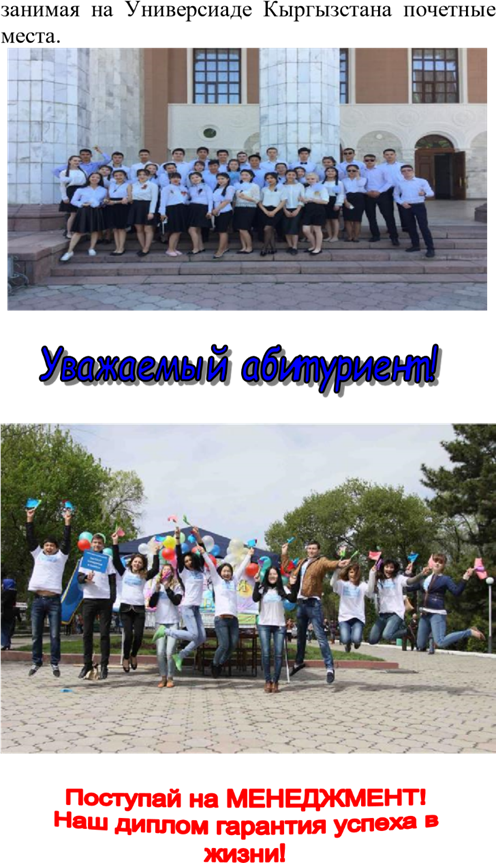 занимая на Универсиаде Кыргызстана почетные
места.
Уважаемый абитуриент!
Поступай на МЕНЕДЖМЕНТ!
Наш диплом гарантия успеха в
жизни!